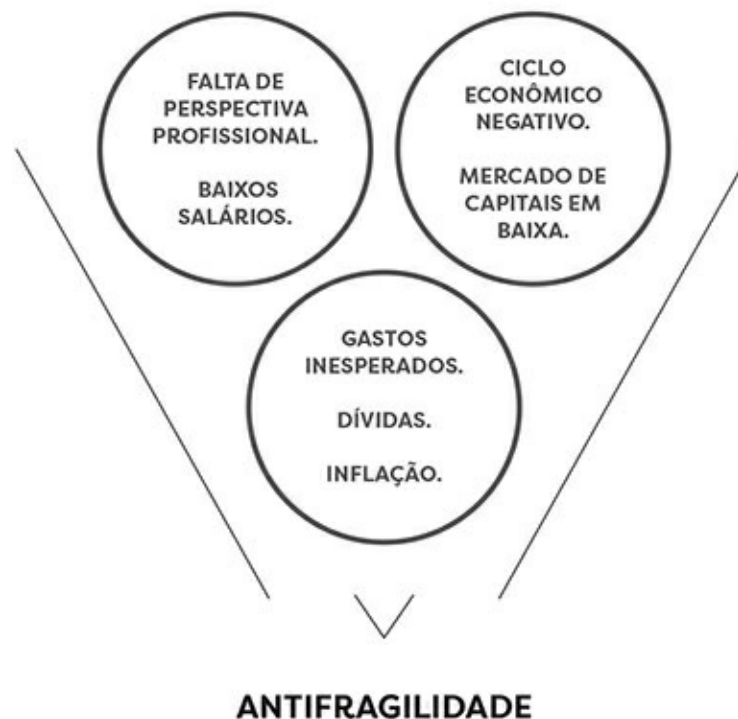 FALTA DE
PERSPECTIVA
PROFISSIONAL.
BAIXOS
SALÁRIOS.
CICLO
ECONÔMICO
NEGATIVO.
MERCADO DE
CAPITAIS EM
BAIXA.
GASTOS
INESPERADOS.
DÍVIDAS.
INFLAÇÃO.
ANTIFRAGILIDADE